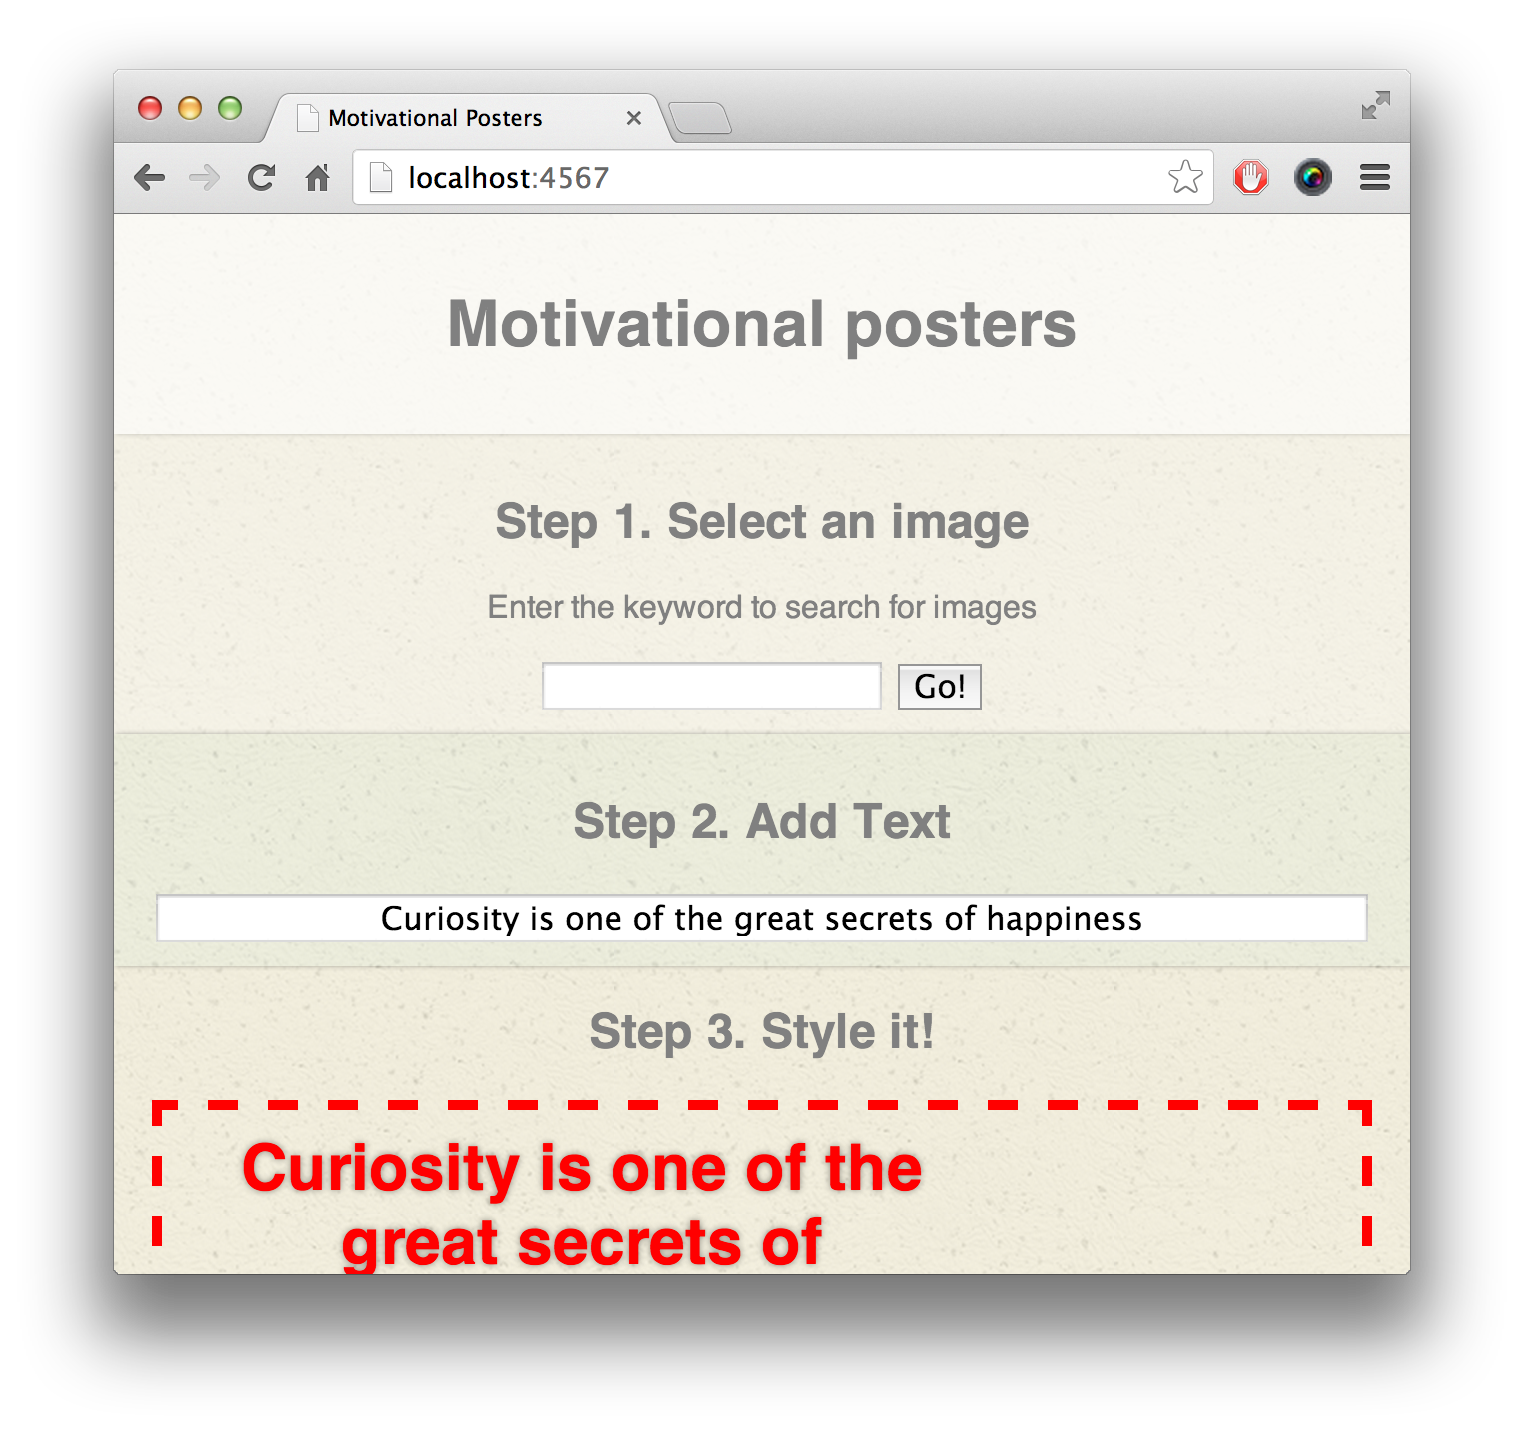 Motivational Posters
localhost:4567
Motivational posters
Step 1. Select an image
Enter the keyword to search for images
Go!
Step 2. Add Text
Curiosity is one of the great secrets of happiness
Step 3. Style it!
Curiosity is one of the
great secrets of